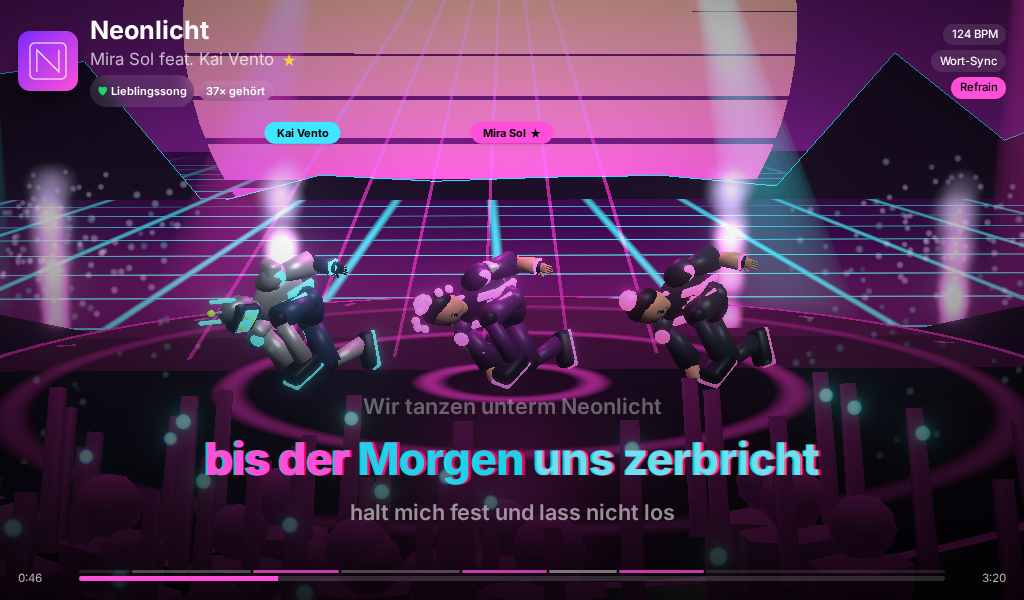 Neonlicht
N
Mira Sol feat. Kai Vento ★
Lieblingssong
37× gehört
124 BPM
Wort-Sync
Refrain
Kai Vento
Mira Sol ★
Wir tanzen unterm Neonlicht
bis der Morgen uns zerbricht
halt mich fest und lass nicht los
0:46
3:20